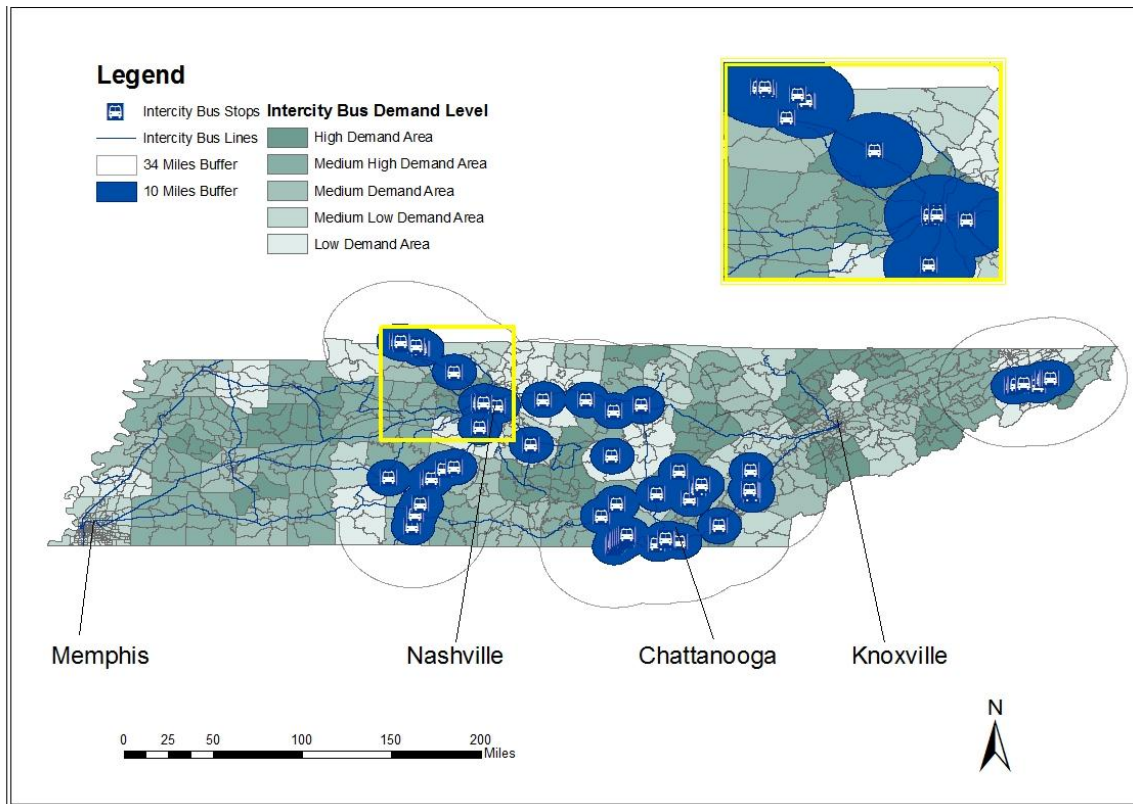 Legend
Intercity Bus Stops
Intercity Bus Lines
34 Miles Buffer
10 Miles Buffer
Intercity Bus Demand Level
High Demand Area
Medium High Demand Area
Medium Demand Area
Medium Low Demand Area
Low Demand Area
Memphis
Nashville
Chattanooga
Knoxville
0 25 50 100 150 200
Miles
N